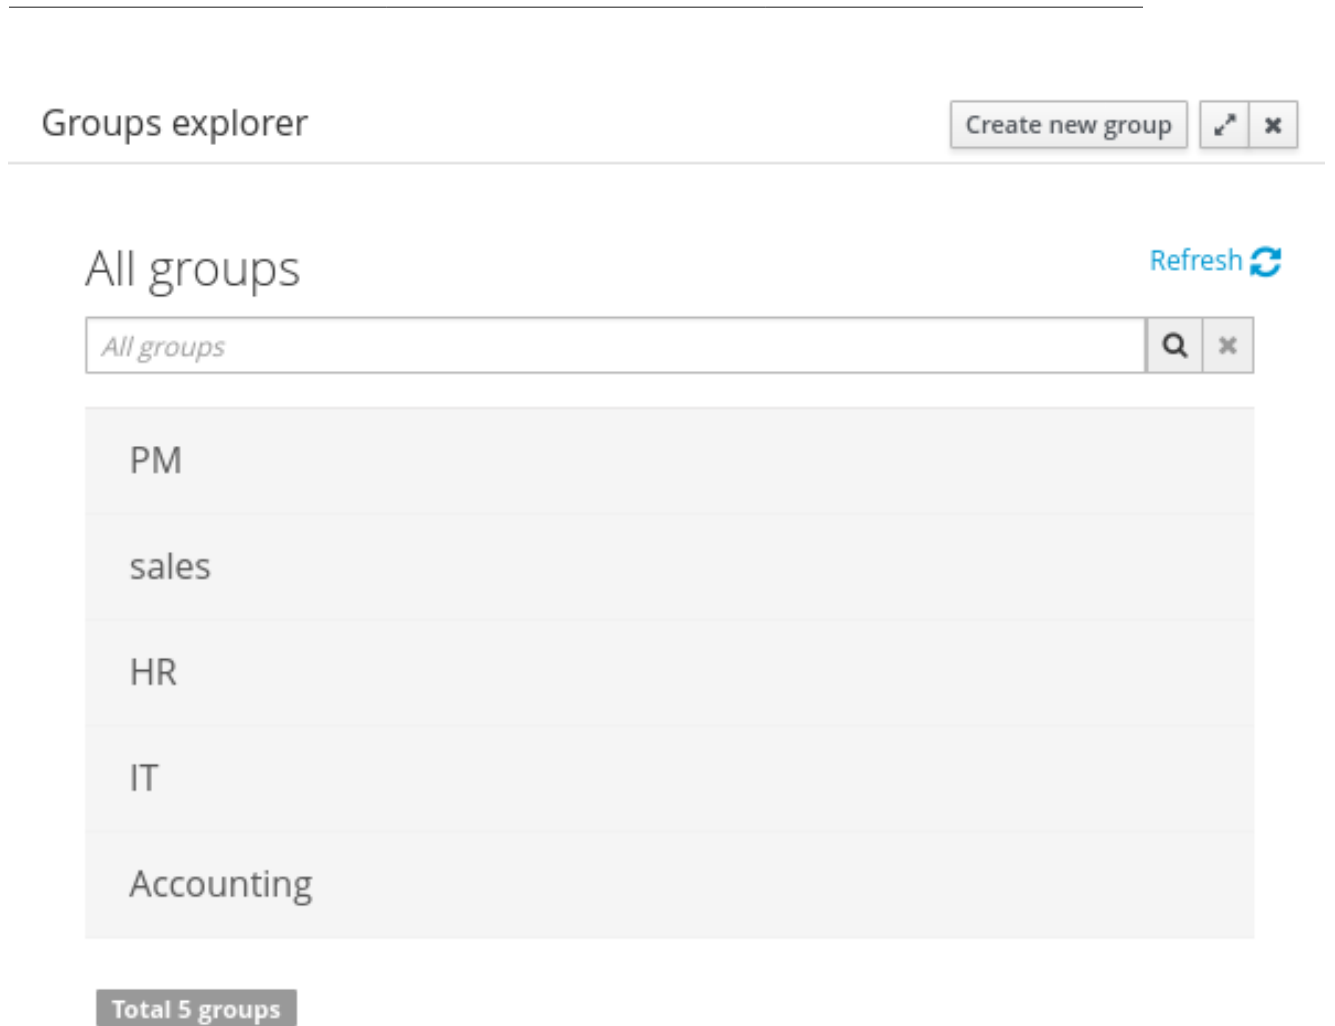 Groups explorer
Create new group
All groups
Refresh
All groups
PM
sales
HR
IT
Accounting
Total 5 groups